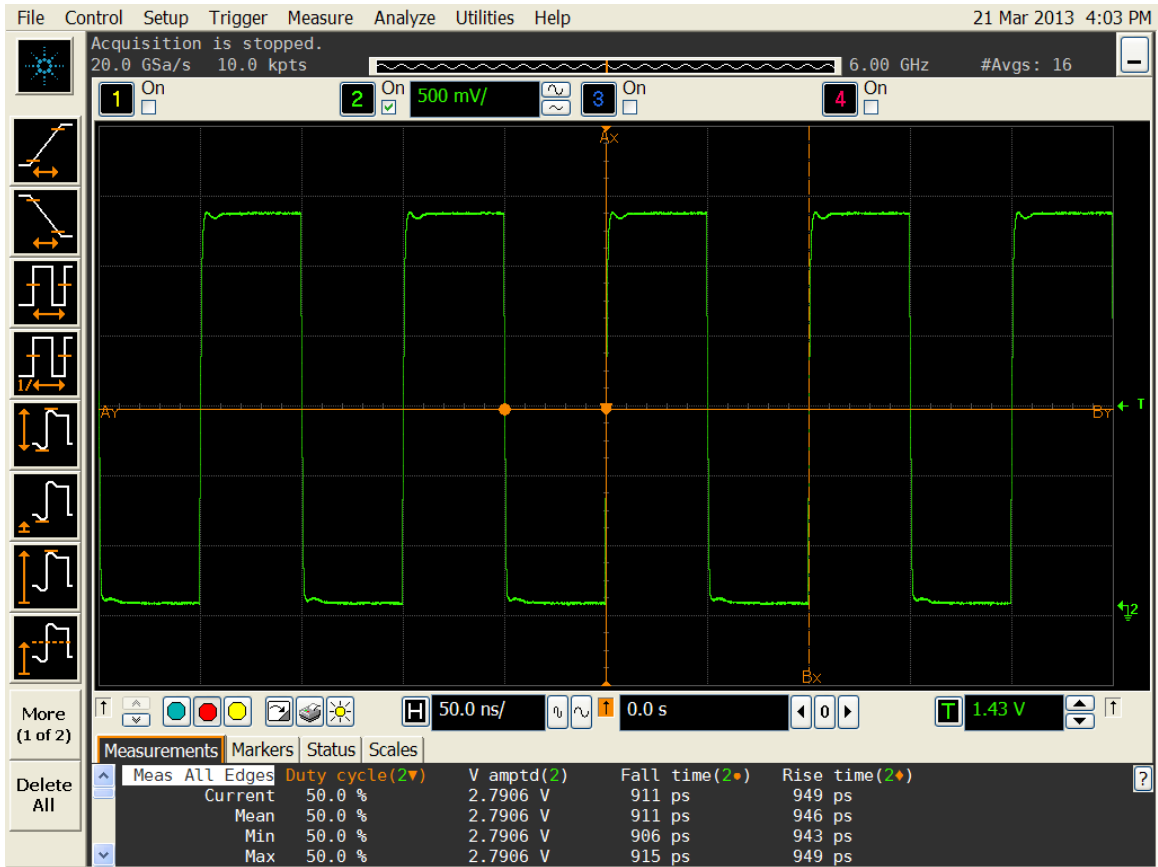 File Control Setup Trigger Measure Analyze Utilities Help 21 Mar 2013 4:03 PM
Acquisition is stopped.
20.0 GSa/s 10.0 kpts 6.00 GHz #Avgs: 16
1 On 2 On 500 mV/ 3 On 4 On
Ax
AY BY T
1/
2
Bx
More
(1 of 2)
H 50.0 ns/ 0.0 s 0 T 1.43 V
Measurements Markers Status Scales
Delete
All
Meas All Edges Duty cycle(2▼) V amptd(2) Fall time(2●) Rise time(2♦) ?
Current 50.0 % 2.7906 V 911 ps 949 ps
Mean 50.0 % 2.7906 V 911 ps 946 ps
Min 50.0 % 2.7906 V 906 ps 943 ps
Max 50.0 % 2.7906 V 915 ps 949 ps